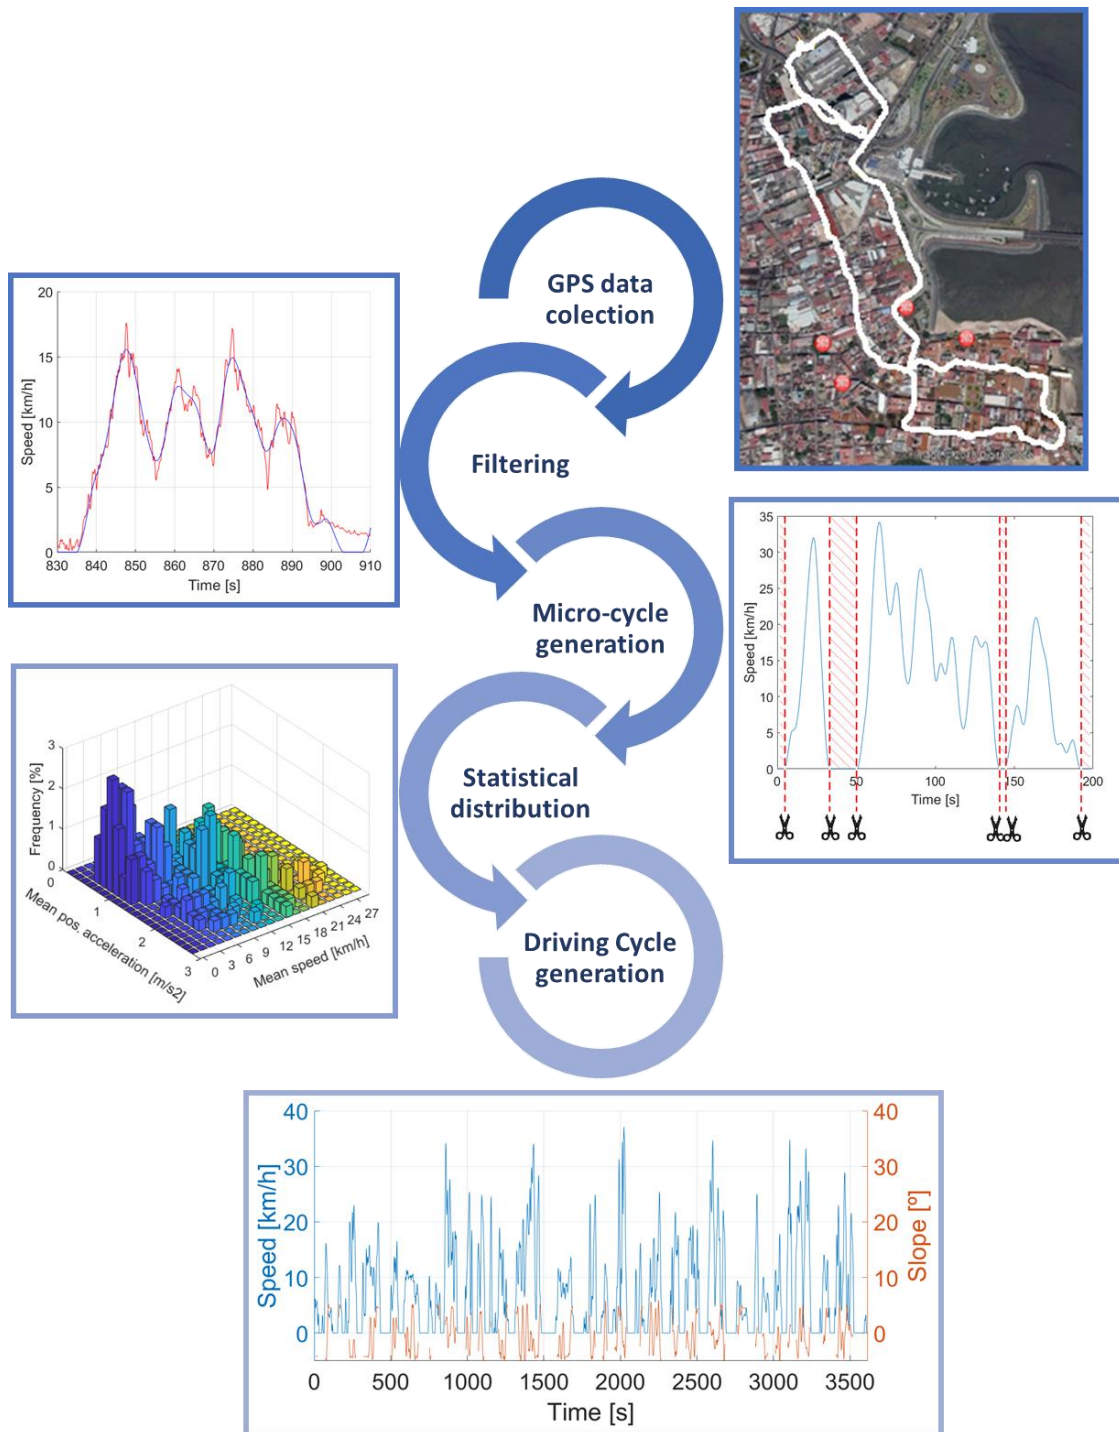 GPS data
colection
Filtering
Micro-cycle
generation
Statistical
distribution
Driving Cycle
generation
20
15
10
5
0
830 840 850 860 870 880 890 900 910
Speed [km/h]
Time [s]
35
30
25
20
15
10
5
0
50 100 150 200
Speed [km/h]
Time [s]
3
2
1
0
Frequency [%]
0
1
2
3
Mean pos. acceleration [m/s2]
0 3 6 9 12 15 18 21 24 27
Mean speed [km/h]
40
30
20
10
0
Speed [km/h]
40
30
20
10
0
Slope [º]
0 500 1000 1500 2000 2500 3000 3500
Time [s]